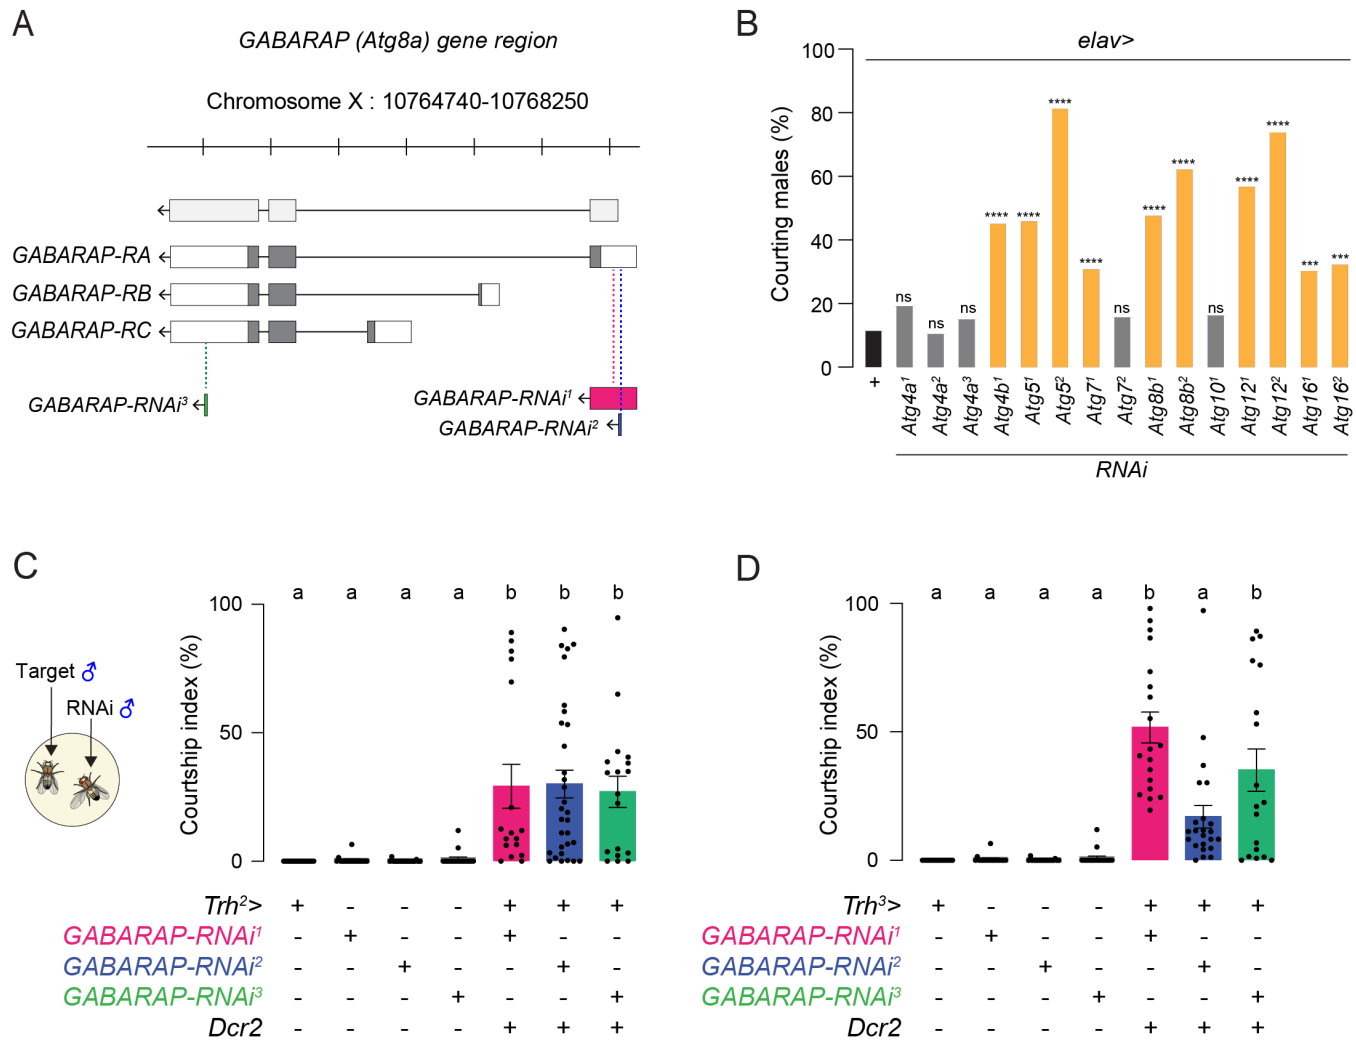 A
GABARAP (Atg8a) gene region
Chromosome X : 10764740-10768250
GABARAP-RA
GABARAP-RB
GABARAP-RC
GABARAP-RNAi³
GABARAP-RNAi¹
GABARAP-RNAi²
B
elav>
Courting males (%)
100
80
60
40
20
0
ns
ns
ns
****
****
****
****
ns
****
****
ns
****
****
***
***
+
Atg4a¹
Atg4a²
Atg4a³
Atg4b¹
Atg5¹
Atg5²
Atg7¹
Atg7²
Atg8b¹
Atg8b²
Atg10¹
Atg12¹
Atg12²
Atg16¹
Atg16²
RNAi
C
Target ♂
RNAi ♂
Courtship index (%)
100
50
0
a a a a b b b
Trh²> + - - - + + +
GABARAP-RNAi¹ - + - - + - -
GABARAP-RNAi² - - + - - + -
GABARAP-RNAi³ - - - + - - +
Dcr2 - - - - + + +
D
Courtship index (%)
100
50
0
a a a a b a b
Trh³> + - - - + + +
GABARAP-RNAi¹ - + - - + - -
GABARAP-RNAi² - - + - - + -
GABARAP-RNAi³ - - - + - - +
Dcr2 - - - - + + +